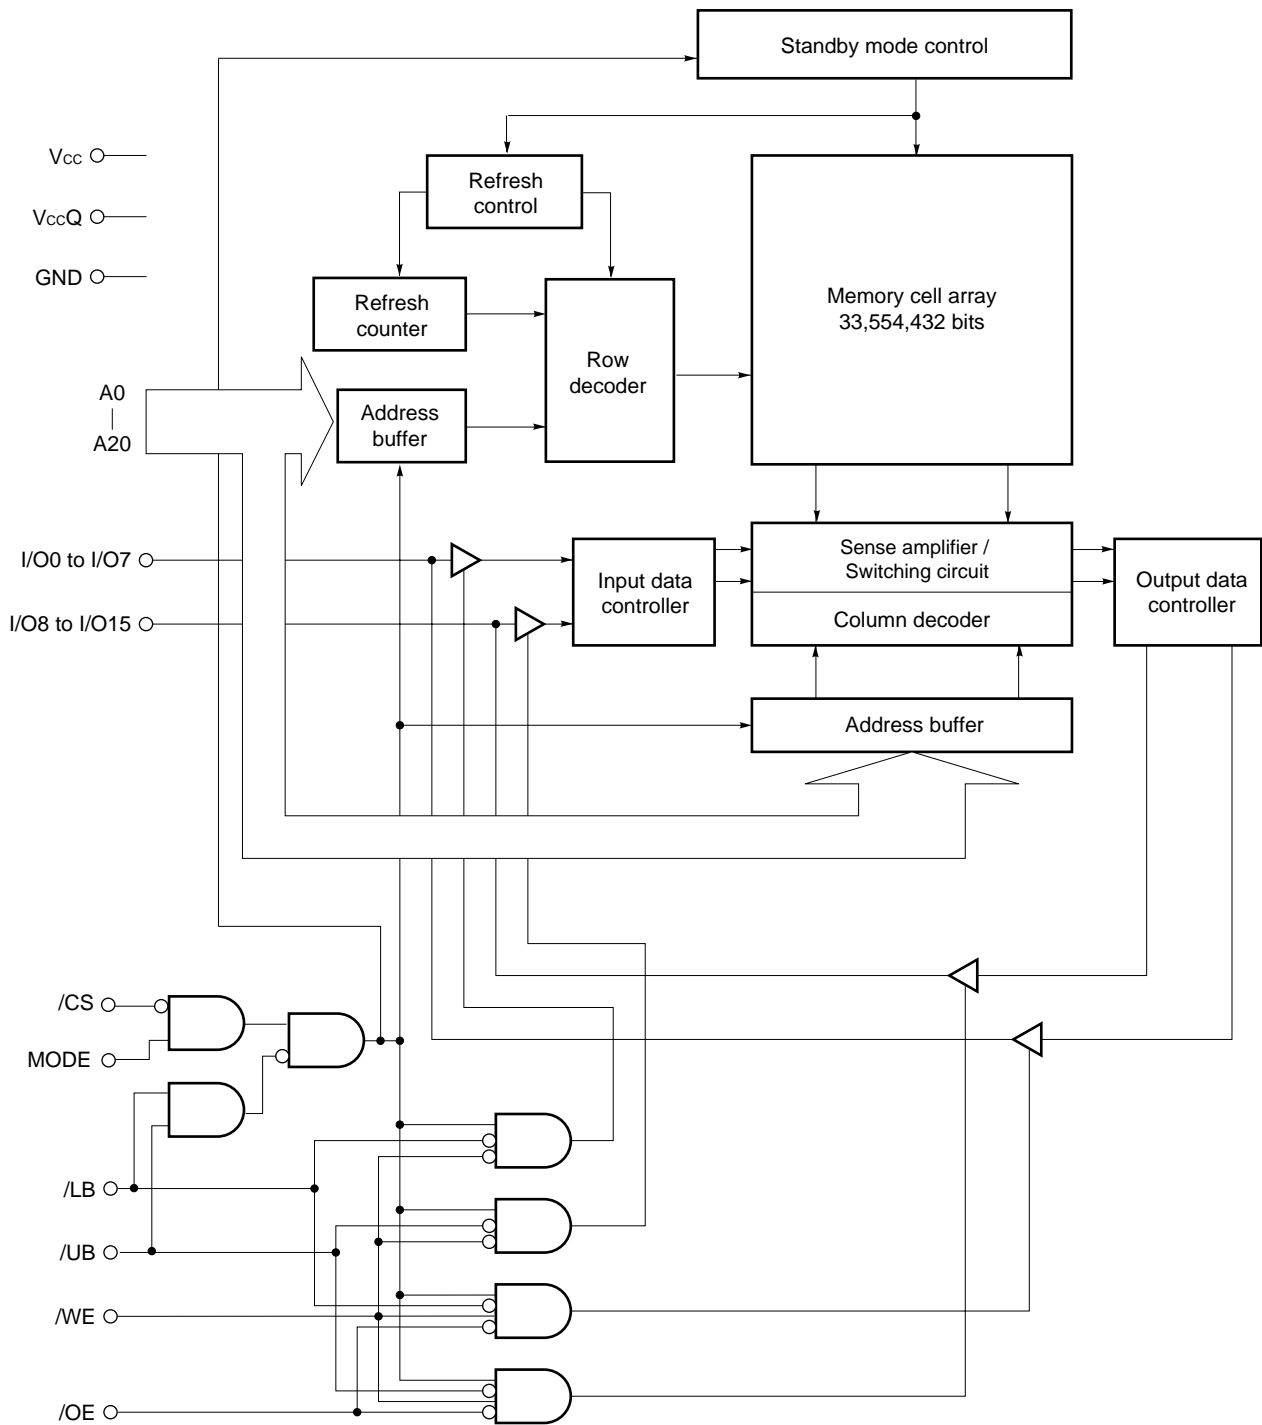 Standby mode control
VCC
Refresh
control
VCCQ
GND
Refresh
counter
Memory cell array
33,554,432 bits
Row
decoder
A0
A20
Address
buffer
I/O0 to I/O7
I/O8 to I/O15
Input data
controller
Sense amplifier /
Switching circuit
Column decoder
Output data
controller
Address buffer
/CS
MODE
/LB
/UB
/WE
/OE